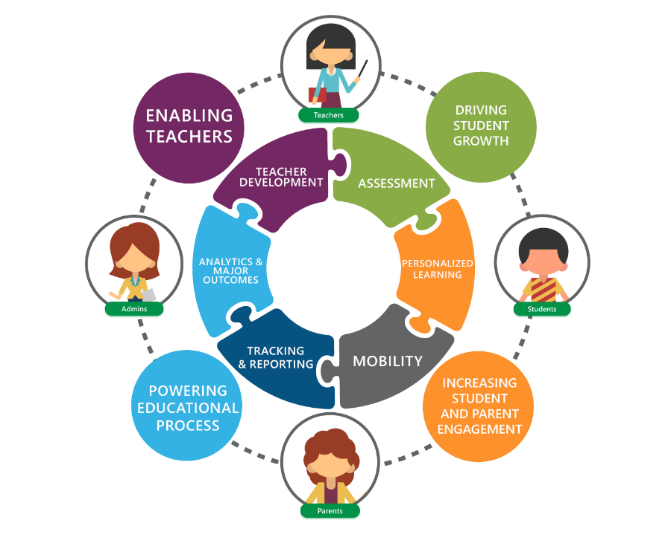 Teachers
ENABLING
TEACHERS
DRIVING
STUDENT
GROWTH
TEACHER
DEVELOPMENT
ASSESSMENT
ANALYTICS &
MAJOR
OUTCOMES
PERSONALIZED
LEARNING
Admins
Students
TRACKING
& REPORTING
MOBILITY
POWERING
EDUCATIONAL
PROCESS
INCREASING
STUDENT
AND PARENT
ENGAGEMENT
Parents